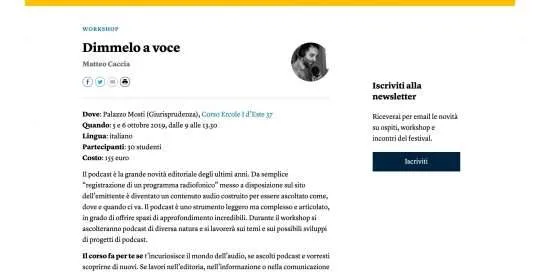 WORKSHOP
Dimmelo a voce
Matteo Caccia
Dove: Palazzo Mosti (Giurisprudenza), Corso Ercole I d'Este 37
Quando: 5 e 6 ottobre 2019, dalle 9 alle 13.30
Lingua: italiano
Partecipanti: 30 studenti
Costo: 155 euro
Il podcast è la grande novità editoriale degli ultimi anni. Da semplice
"registrazione di un programma radiofonico" messo a disposizione sul sito
dell'emittente è diventato un contenuto audio costruito per essere ascoltato come,
dove e quando ci va. Il podcast è uno strumento leggero ma complesso e articolato,
in grado di offrire spazi di approfondimento incredibili. Durante il workshop si
ascolteranno podcast di diversa natura e si lavorerà sui temi e sui possibili sviluppi
di progetti di podcast.
Il corso fa per te se t'incuriosisce il mondo dell'audio, se ascolti podcast e vorresti
scoprirne di nuovi. Se lavori nell'editoria, nell'informazione o nella comunicazione
Iscriviti alla
newsletter
Riceverai per email le novità
su ospiti, workshop e
incontri del festival.
Iscriviti